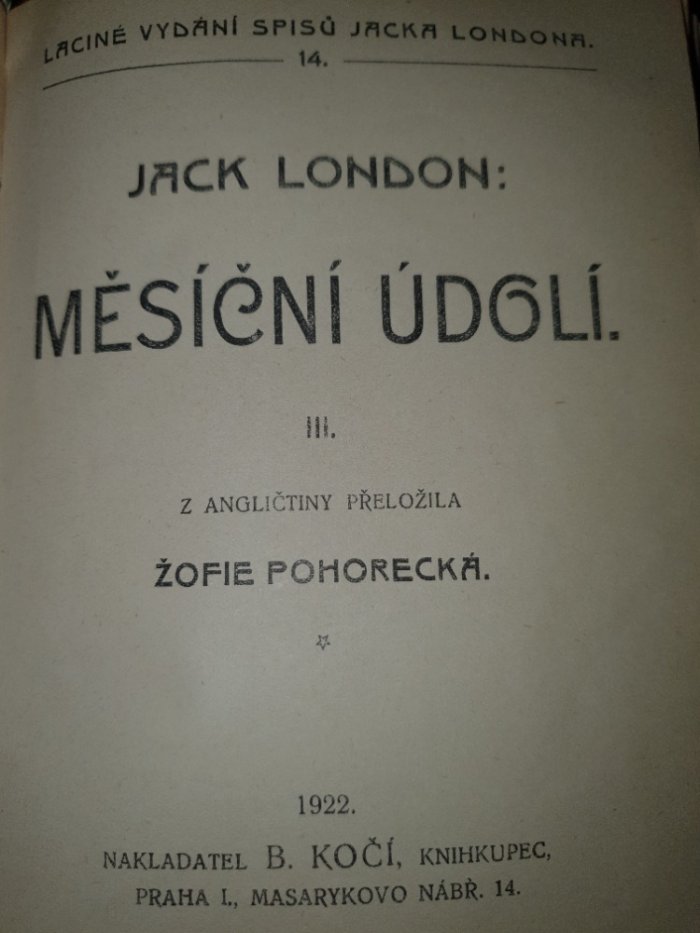 LACINÉ VYDÁNÍ SPISŮ JACKA LONDONA.
14.
JACK LONDON:
MĚSÍČNÍ ÚDOLÍ.
III.
Z ANGLIČTINY PŘELOŽILA
ŽOFIE POHORECKÁ.
1922.
NAKLADATEL B. KOČÍ, KNIHKUPEC,
PRAHA I., MASARYKOVO NÁBŘ. 14.